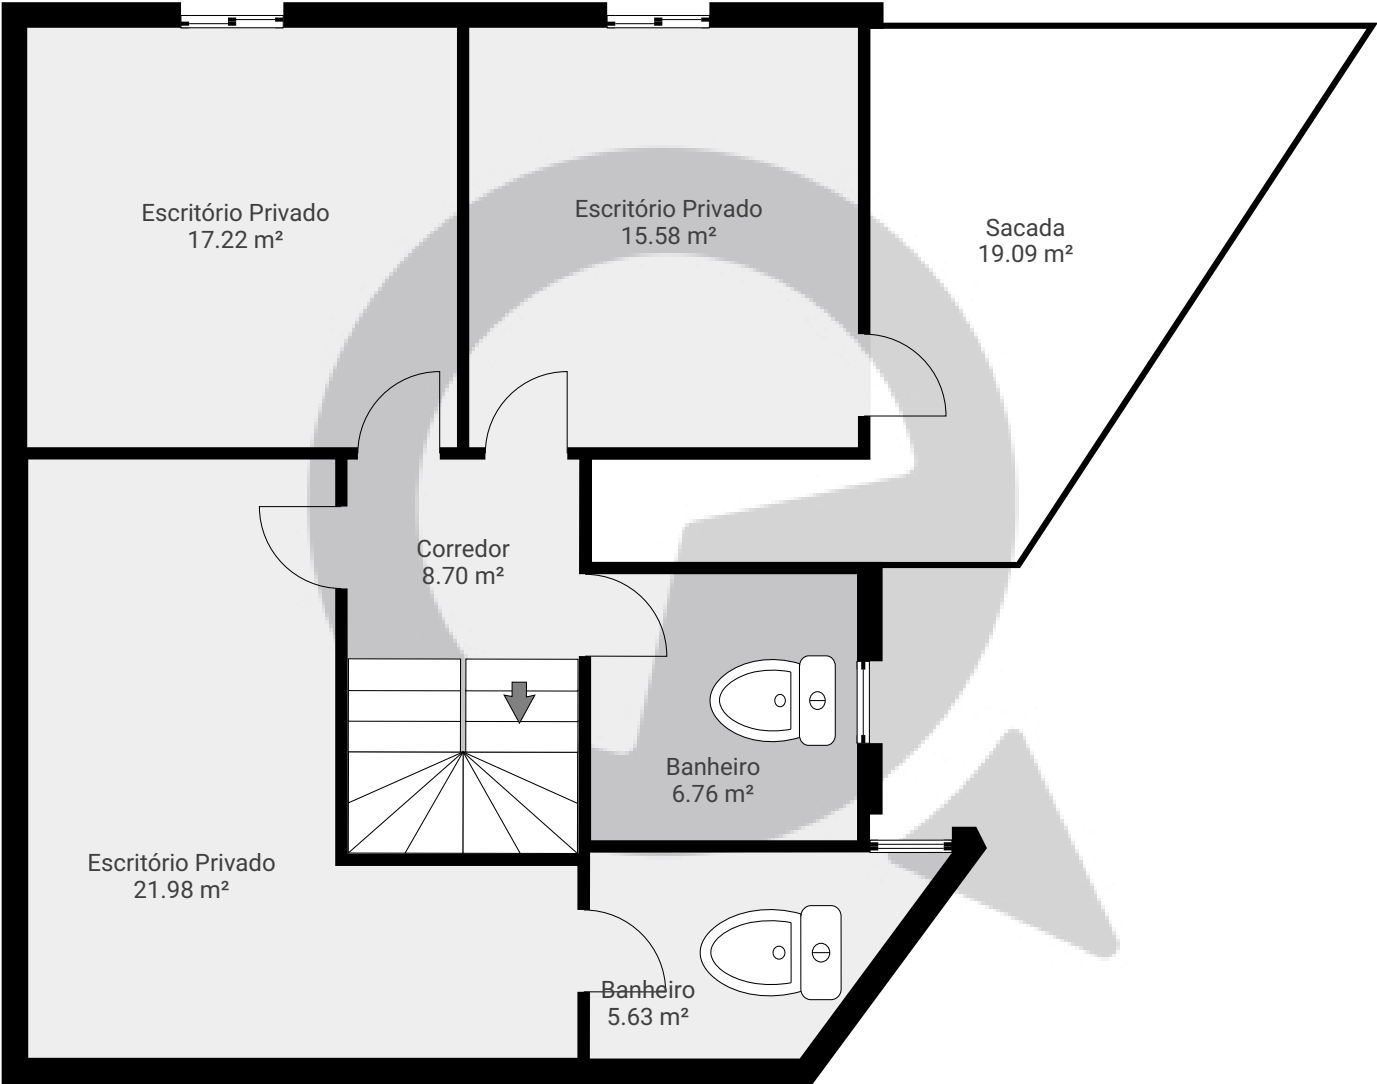 Escritório Privado
17.22 m²
Escritório Privado
15.58 m²
Sacada
19.09 m²
Corredor
8.70 m²
Banheiro
6.76 m²
Escritório Privado
21.98 m²
Banheiro
5.63 m²